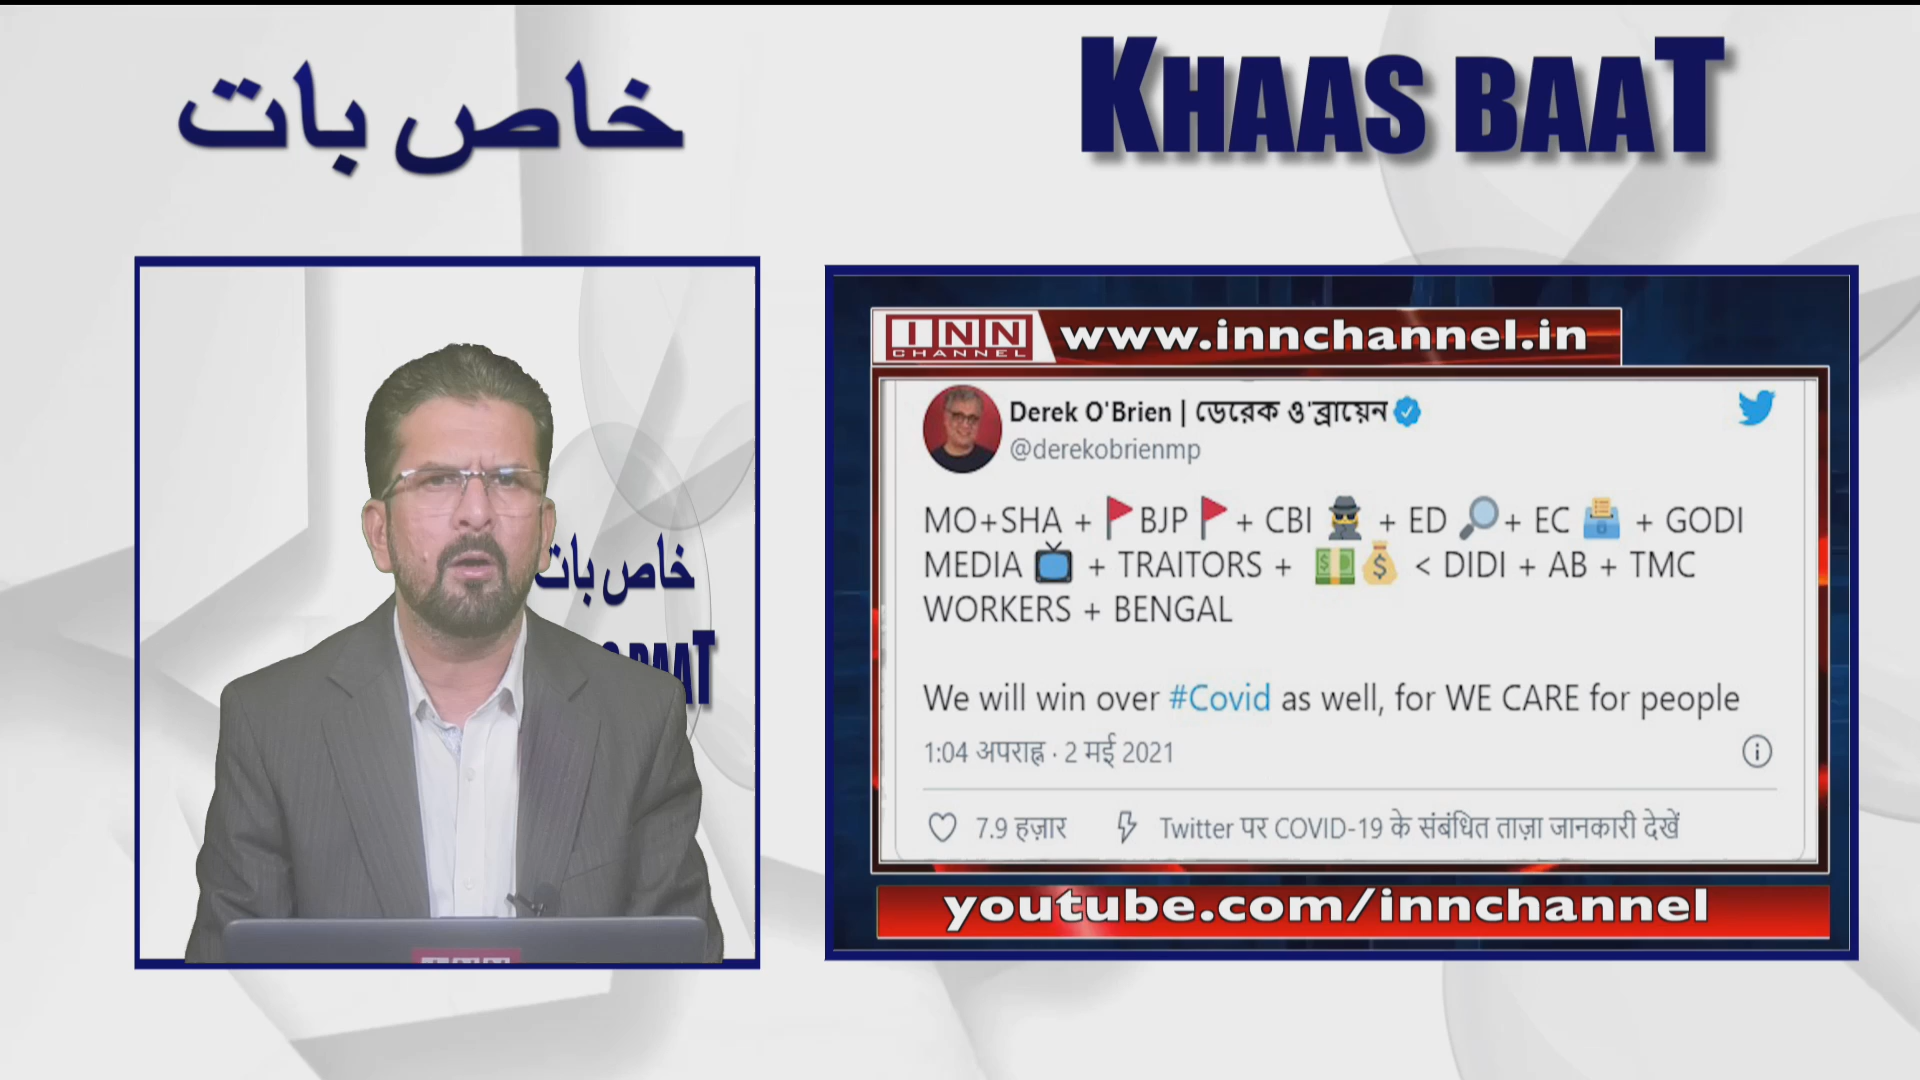 خاص بات
KHAAS BAAT
خاص بات
BAAT
INN
INN
CHANNEL
www.innchannel.in
Derek O'Brien | ডেরেক ও'ব্রায়েন
@derekobrienmp
MO+SHA + 🚩BJP🚩+ CBI 🕵 + ED 🔎+ EC 🗳 + GODI
MEDIA 📺 + TRAITORS + 💵💰 < DIDI + AB + TMC
WORKERS + BENGAL
We will win over #Covid as well, for WE CARE for people
1:04 अपराह्न · 2 मई 2021
7.9 हज़ार
Twitter पर COVID-19 के संबंधित ताज़ा जानकारी देखें
youtube.com/innchannel